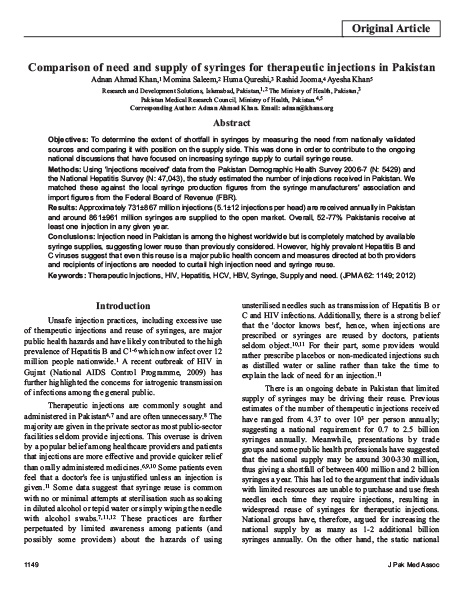 Original Article
Comparison of need and supply of syringes for therapeutic injections in Pakistan
Adnan Ahmad Khan,1 Momina Saleem,2 Huma Qureshi,3 Rashid Jooma,4 Ayesha Khan5
Research and Development Solutions, Islamabad, Pakistan,1,2 The Ministry of Health, Pakistan,3
Pakistan Medical Research Council, Ministry of Health, Pakistan.4,5
Corresponding Author: Adnan Ahmad Khan. Email: adnan@khans.org
Abstract
Objectives: To determine the extent of shortfall in syringes by measuring the need from nationally validated
sources and comparing it with position on the supply side. This was done in order to contribute to the ongoing
national discussions that have focused on increasing syringe supply to curtail syringe reuse.
Methods: Using 'injections received' data from the Pakistan Demographic Health Survey 2006-7 (N: 5429) and
the National Hepatitis Survey (N: 47,043), the study estimated the number of injections received in Pakistan. We
matched these against the local syringe production figures from the syringe manufacturers' association and
import figures from the Federal Board of Revenue (FBR).
Results: Approximately 731±867 million injections (5.1±12 injections per head) are received annually in Pakistan
and around 861±961 million syringes are supplied to the open market. Overall, 52-77% Pakistanis receive at
least one injection in any given year.
Conclusions: Injection need in Pakistan is among the highest worldwide but is completely matched by available
syringe supplies, suggesting lower reuse than previously considered. However, highly prevalent Hepatitis B and
C viruses suggest that even this reuse is a major public health concern and measures directed at both providers
and recipients of injections are needed to curtail high injection need and syringe reuse.
Keywords: Therapeutic Injections, HIV, Hepatitis, HCV, HBV, Syringe, Supply and need. (JPMA 62: 1149; 2012)
Introduction
Unsafe injection practices, including excessive use
of therapeutic injections and reuse of syringes, are major
public health hazards and have likely contributed to the high
prevalence of Hepatitis B and C1-6 which now infect over 12
million people nationwide.1 A recent outbreak of HIV in
Gujrat (National AIDS Control Programme, 2009) has
further highlighted the concerns for iatrogenic transmission
of infections among the general public.
Therapeutic injections are commonly sought and
administered in Pakistan6,7 and are often unnecessary.8 The
majority are given in the private sector as most public-sector
facilities seldom provide injections. This overuse is driven
by a popular belief among healthcare providers and patients
that injections are more effective and provide quicker relief
than orally administered medicines.6,9,10 Some patients even
feel that a doctor's fee is unjustified unless an injection is
given.11 Some data suggest that syringe reuse is common
with no or minimal attempts at sterilisation such as soaking
in diluted alcohol or tepid water or simply wiping the needle
with alcohol swabs.7,11,12 These practices are further
perpetuated by limited awareness among patients (and
possibly some providers) about the hazards of using
unsterilised needles such as transmission of Hepatitis B or
C and HIV infections. Additionally, there is a strong belief
that the 'doctor knows best', hence, when injections are
prescribed or syringes are reused by doctors, patients
seldom object.10,11 For their part, some providers would
rather prescribe placebos or non-medicated injections such
as distilled water or saline rather than take the time to
explain the lack of need for an injection.11
There is an ongoing debate in Pakistan that limited
supply of syringes may be driving their reuse. Previous
estimates of the number of therapeutic injections received
have ranged from 4.37 to over 103 per person annually;
suggesting a national requirement for 0.7 to 2.5 billion
syringes annually. Meanwhile, presentations by trade
groups and some public health professionals have suggested
that the national supply may be around 300-330 million,
thus giving a shortfall of between 400 million and 2 billion
syringes a year. This has led to the argument that individuals
with limited resources are unable to purchase and use fresh
needles each time they require injections, resulting in
widespread reuse of syringes for therapeutic injections.
National groups have, therefore, argued for increasing the
national supply by as many as 1-2 additional billion
syringes annually. On the other hand, the static national
1149
J Pak Med Assoc